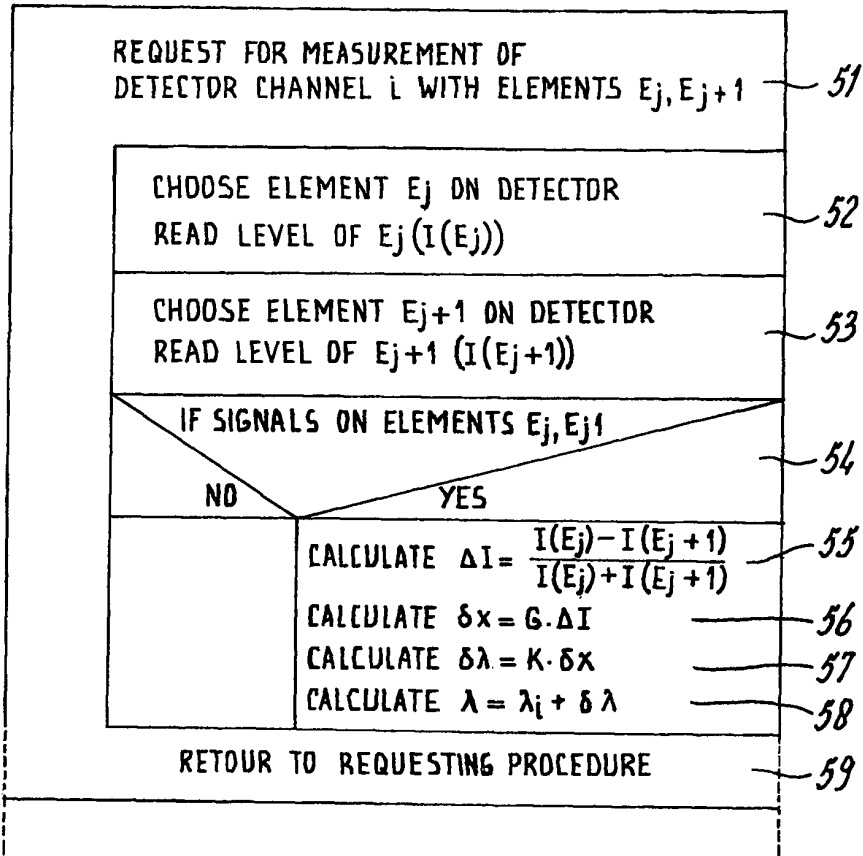 REQUEST FOR MEASUREMENT OF
DETECTOR CHANNEL i WITH ELEMENTS Ej, Ej+1
51
CHOOSE ELEMENT Ej ON DETECTOR
READ LEVEL OF Ej (I(Ej))
52
CHOOSE ELEMENT Ej+1 ON DETECTOR
READ LEVEL OF Ej+1 (I(Ej+1))
53
IF SIGNALS ON ELEMENTS Ej, Ej1
54
NO YES
CALCULATE ΔI = I(Ej) – I(Ej + 1) / I(Ej) + I(Ej + 1)
55
CALCULATE δx = G. ΔI
56
CALCULATE δλ = K· δx
57
CALCULATE λ = λi + δ λ
58
RETOUR TO REQUESTING PROCEDURE
59